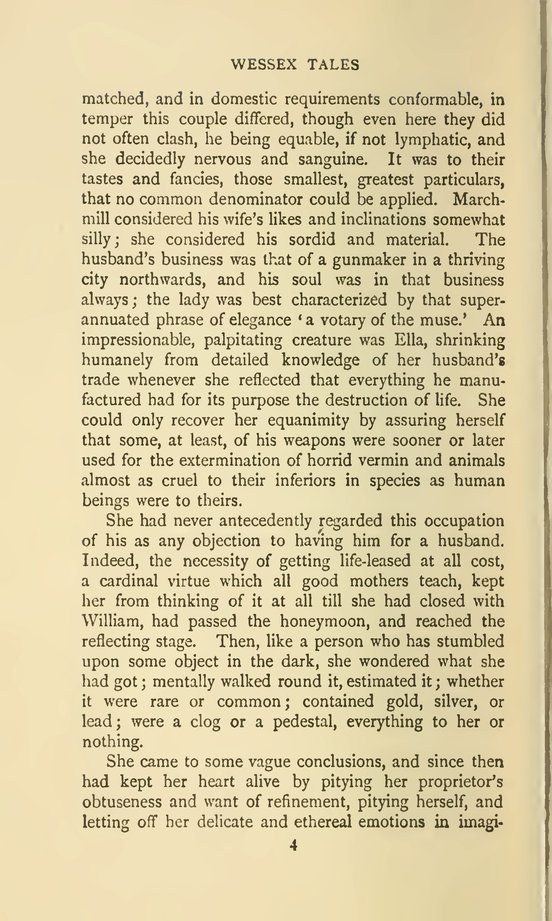 WESSEX TALES
matched, and in domestic requirements conformable, in
temper this couple differed, though even here they did
not often clash, he being equable, if not lymphatic, and
she decidedly nervous and sanguine. It was to their
tastes and fancies, those smallest, greatest particulars,
that no common denominator could be applied. March-
mill considered his wife's likes and inclinations somewhat
silly; she considered his sordid and material. The
husband's business was that of a gunmaker in a thriving
city northwards, and his soul was in that business
always; the lady was best characterized by that super-
annuated phrase of elegance ‘a votary of the muse.’ An
impressionable, palpitating creature was Ella, shrinking
humanely from detailed knowledge of her husband's
trade whenever she reflected that everything he manu-
factured had for its purpose the destruction of life. She
could only recover her equanimity by assuring herself
that some, at least, of his weapons were sooner or later
used for the extermination of horrid vermin and animals
almost as cruel to their inferiors in species as human
beings were to theirs.
She had never antecedently regarded this occupation
of his as any objection to having him for a husband.
Indeed, the necessity of getting life-leased at all cost,
a cardinal virtue which all good mothers teach, kept
her from thinking of it at all till she had closed with
William, had passed the honeymoon, and reached the
reflecting stage. Then, like a person who has stumbled
upon some object in the dark, she wondered what she
had got; mentally walked round it, estimated it; whether
it were rare or common; contained gold, silver, or
lead; were a clog or a pedestal, everything to her or
nothing.
She came to some vague conclusions, and since then
had kept her heart alive by pitying her proprietor's
obtuseness and want of refinement, pitying herself, and
letting off her delicate and ethereal emotions in imagi-
4